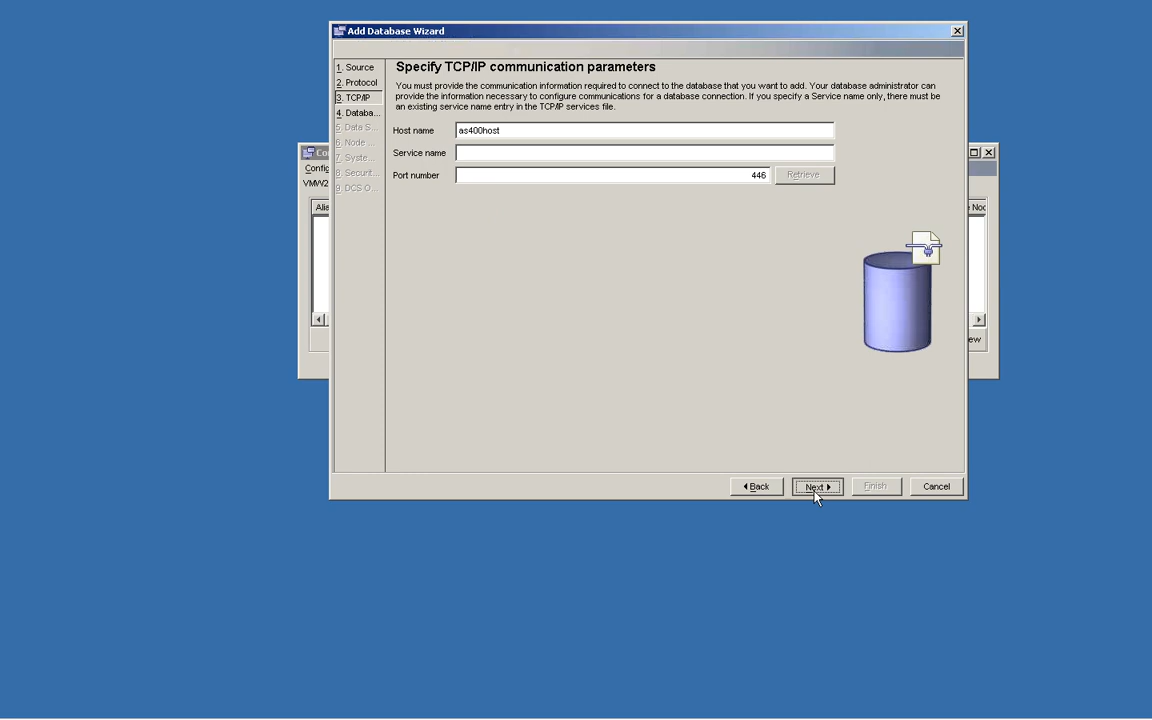 Add Database Wizard
1. Source
2. Protocol
3. TCP/IP
4. Databa...
5. Data S...
6. Node ...
7. Syste...
8. Securit...
9. DCS O...
Specify TCP/IP communication parameters
You must provide the communication information required to connect to the database that you want to add. Your database administrator can
provide the information necessary to configure communications for a database connection. If you specify a Service name only, there must be
an existing service name entry in the TCP/IP services file.
Host name as400host
Service name
Port number 446 Retrieve
Back Next Finish Cancel
Co
Config
VMW2
Alia
e Noc
ew